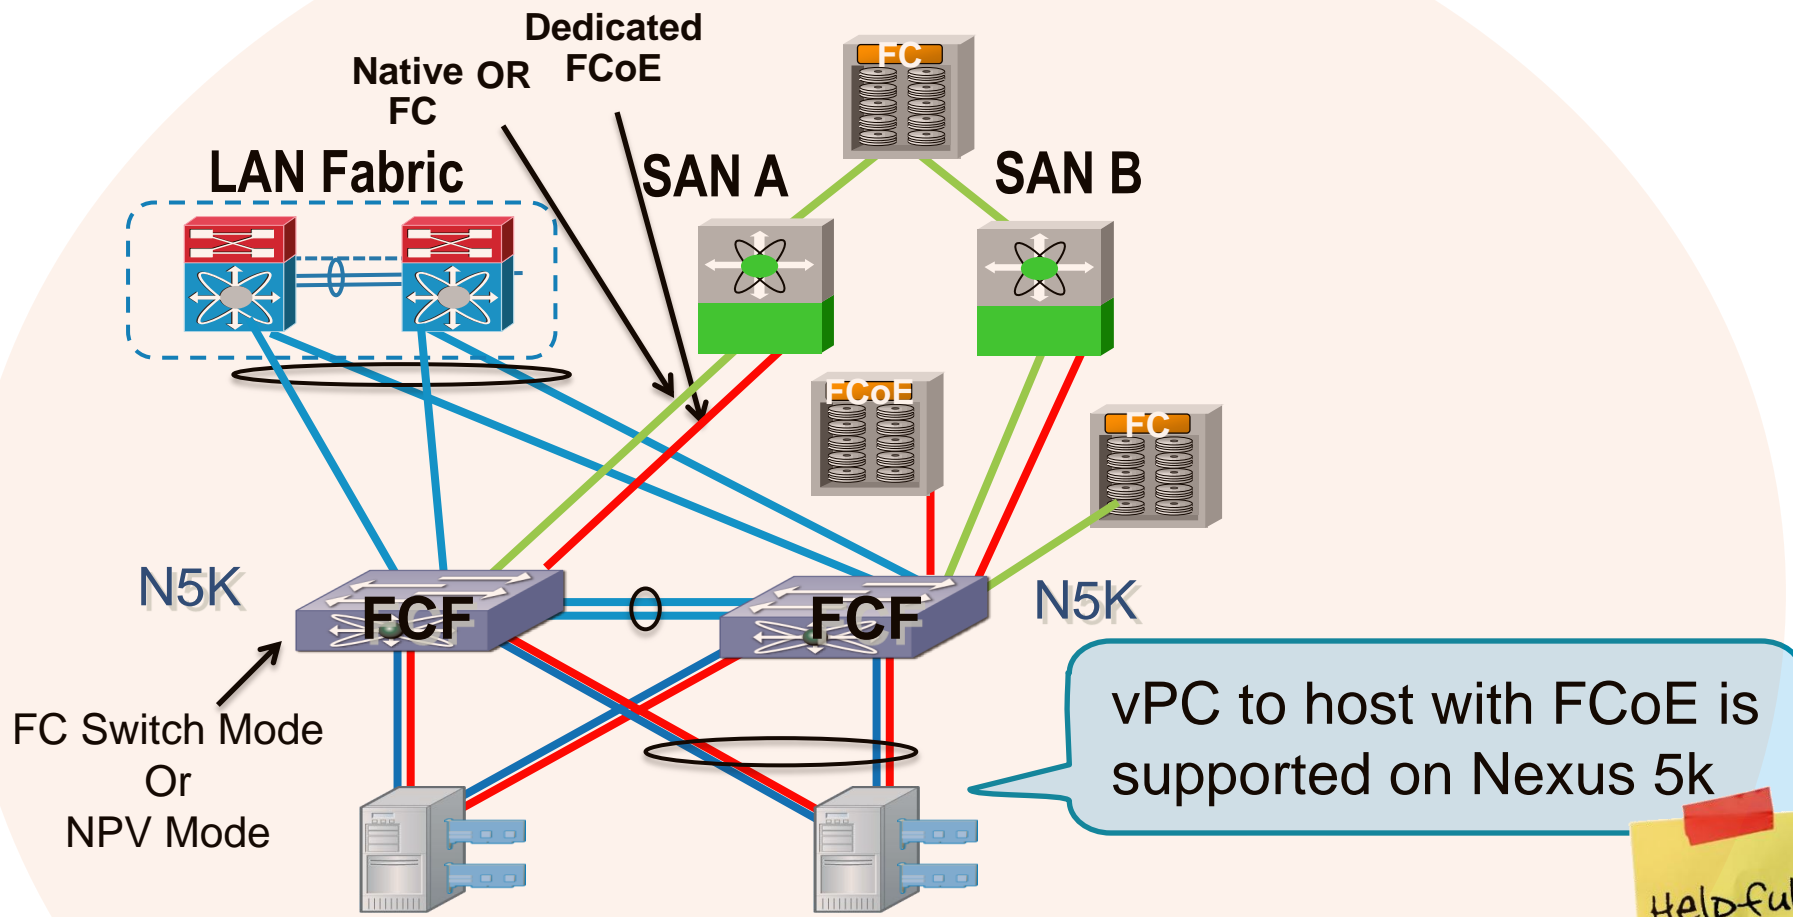 Dedicated
FCoE
Native OR
FC
FC
LAN Fabric
SAN A
SAN B
FCoE
FC
N5K
FCF
FCF
N5K
FC Switch Mode
Or
NPV Mode
vPC to host with FCoE is
supported on Nexus 5k
Helpful